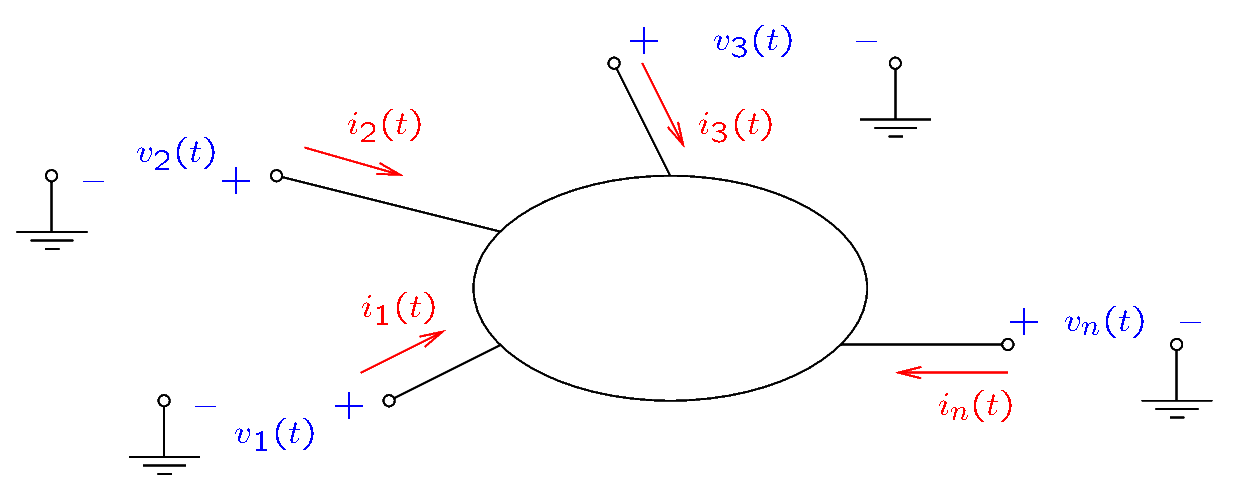 + v₃(t) −
i₂(t) i₃(t)
− v₂(t) +
i₁(t)
+ vₙ(t) −
− v₁(t) +
iₙ(t)